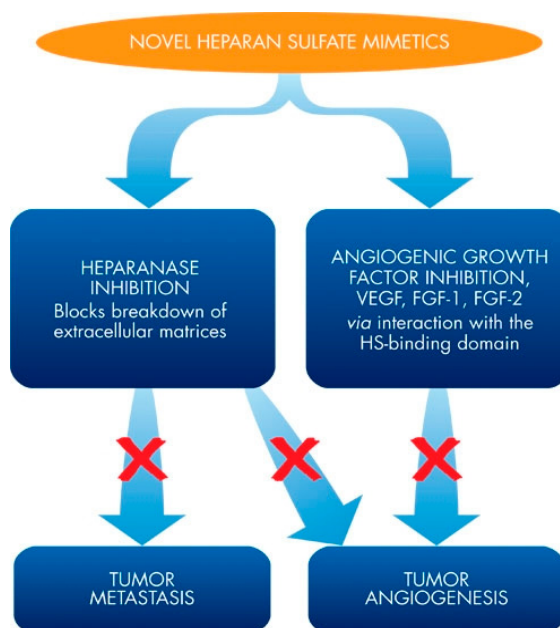 NOVEL HEPARAN SULFATE MIMETICS
HEPARANASE
INHIBITION
Blocks breakdown of
extracellular matrices
ANGIOGENIC GROWTH
FACTOR INHIBITION,
VEGF, FGF-1, FGF-2
via interaction with the
HS-binding domain
TUMOR
METASTASIS
TUMOR
ANGIOGENESIS